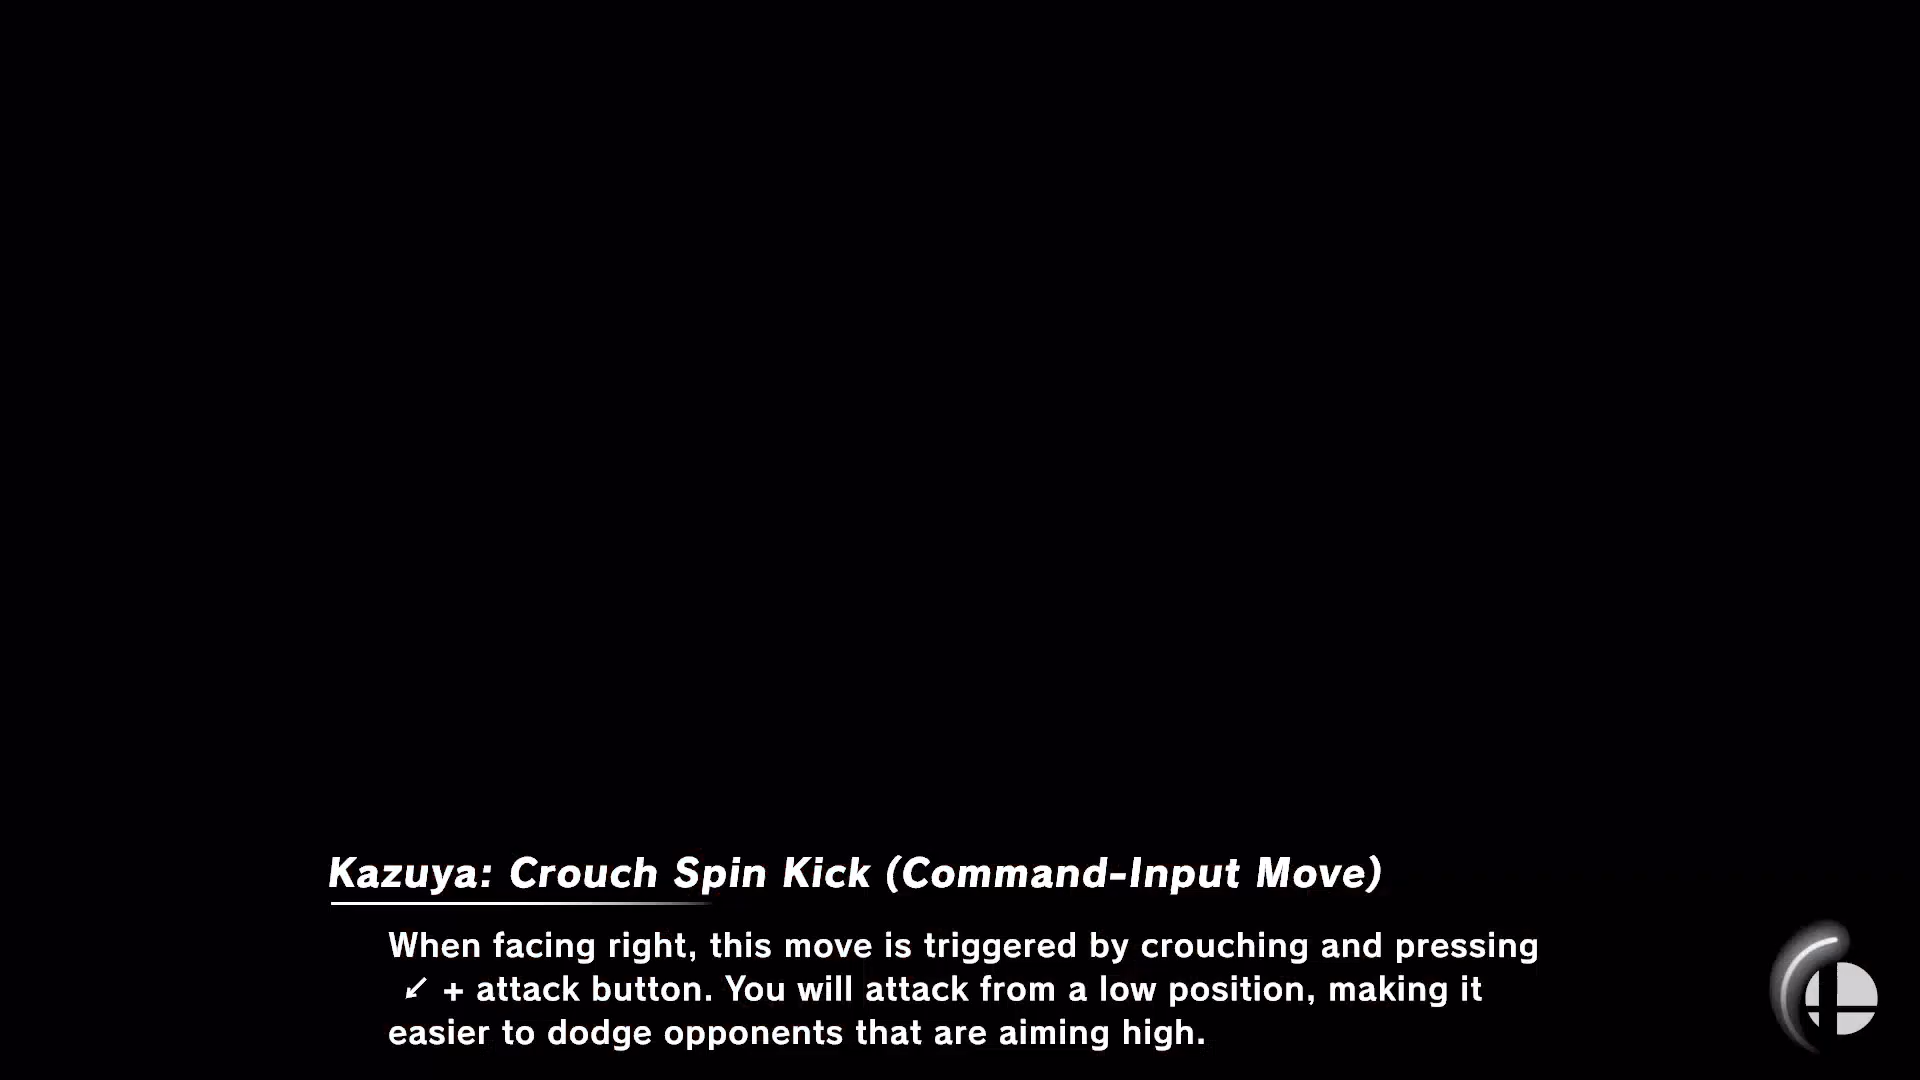 Kazuya: Crouch Spin Kick (Command-Input Move)
When facing right, this move is triggered by crouching and pressing
↙ + attack button. You will attack from a low position, making it
easier to dodge opponents that are aiming high.